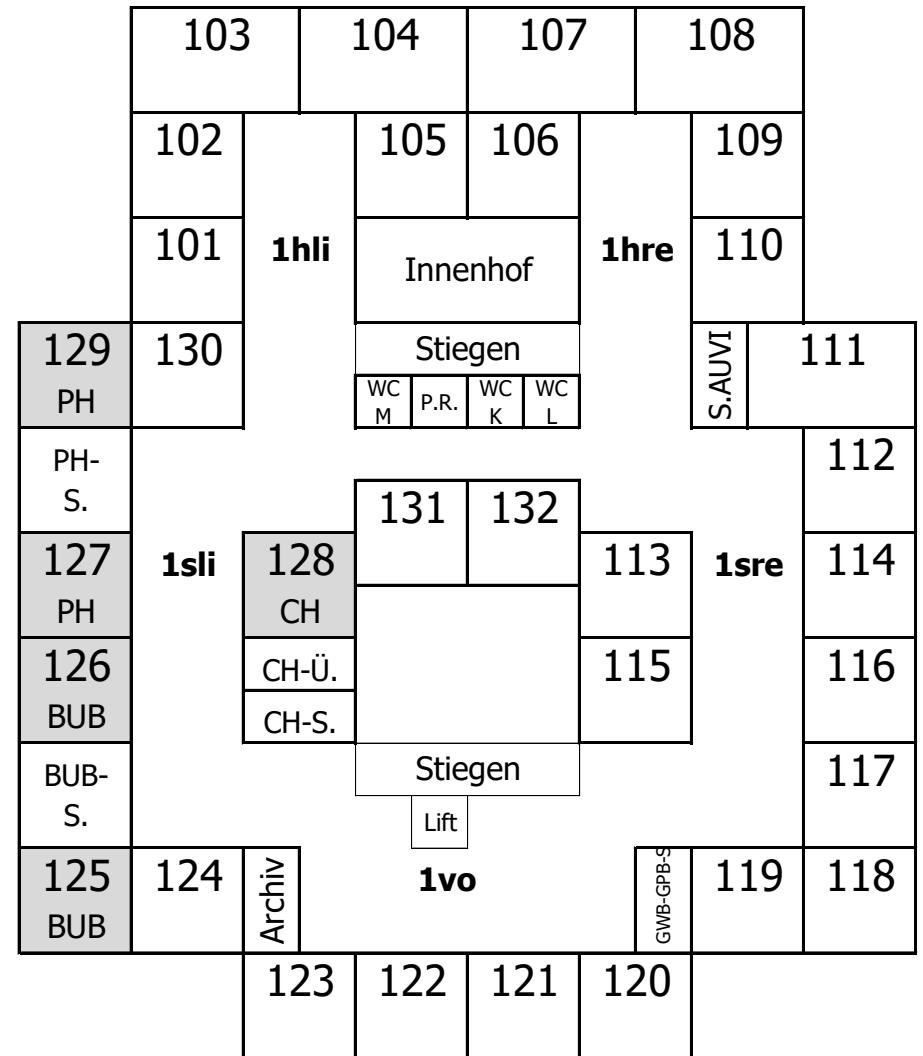 103 104 107 108
102 105 106 109
101 1hli Innenhof 1hre 110
129 130 Stiegen S.AUVI 111
PH WC M P.R. WC K WC L
PH-S. 131 132 112
127 1sli 128 113 1sre 114
PH CH
126 CH-Ü. 115 116
BUB CH-S.
BUB-S. Stiegen 117
Lift
125 124 Archiv 1vo GWB-GPB-S 119 118
BUB
123 122 121 120